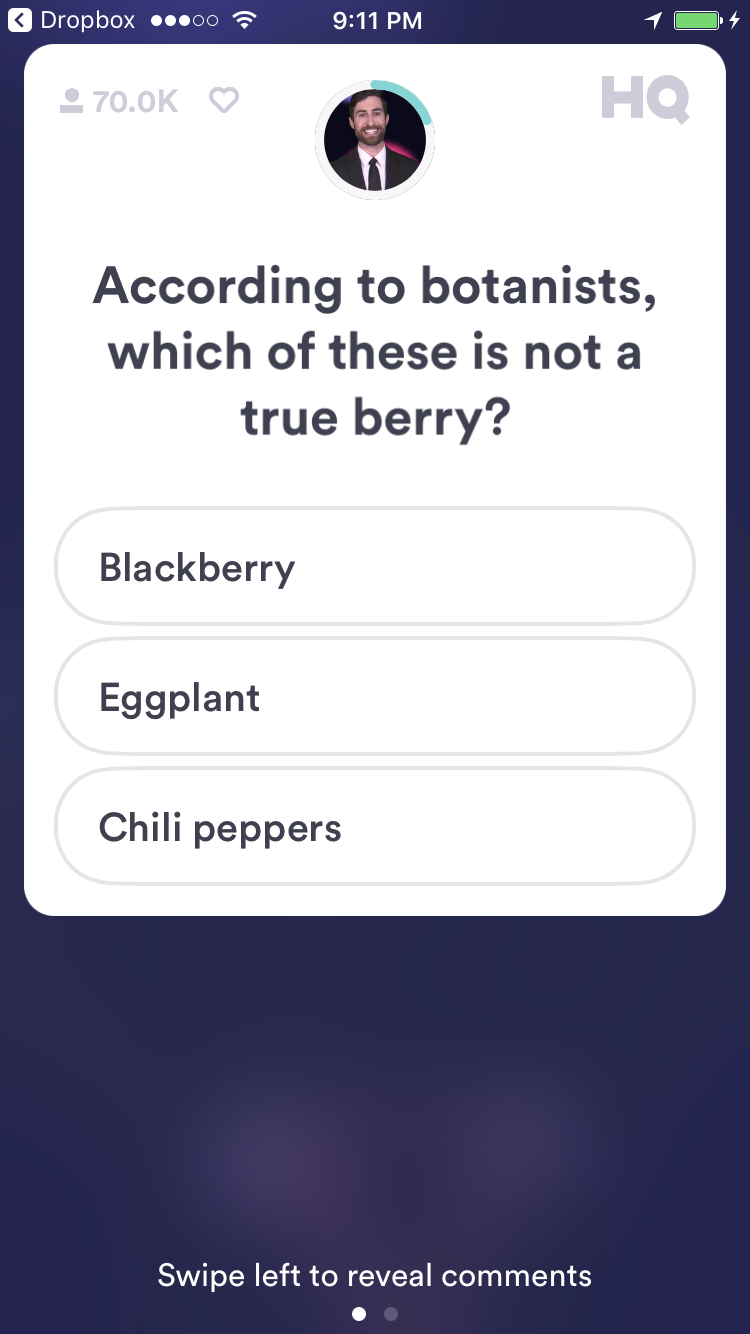 Dropbox 9:11 PM
70.0K HQ
According to botanists,
which of these is not a
true berry?
Blackberry
Eggplant
Chili peppers
Swipe left to reveal comments